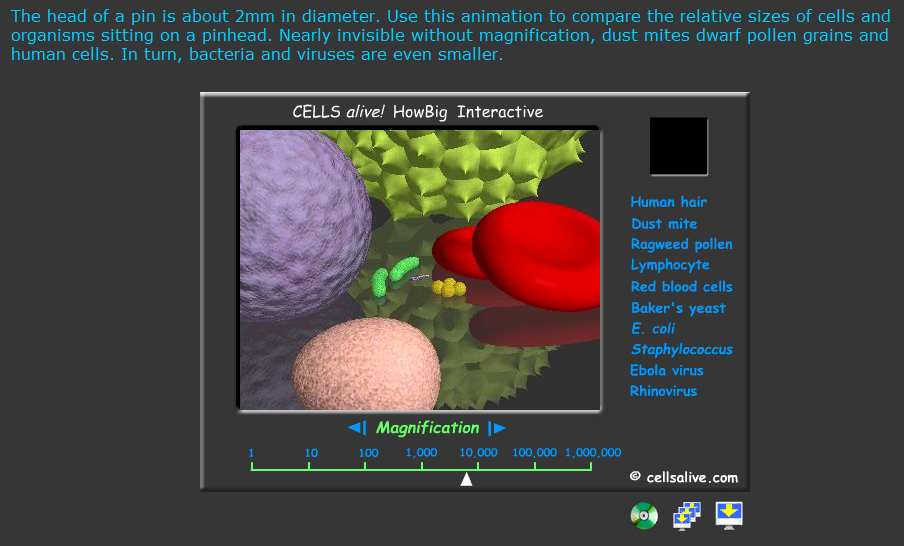 The head of a pin is about 2mm in diameter. Use this animation to compare the relative sizes of cells and
organisms sitting on a pinhead. Nearly invisible without magnification, dust mites dwarf pollen grains and
human cells. In turn, bacteria and viruses are even smaller.
CELLS alive! HowBig Interactive
Human hair
Dust mite
Ragweed pollen
Lymphocyte
Red blood cells
Baker's yeast
E. coli
Staphylococcus
Ebola virus
Rhinovirus
Magnification
1 10 100 1,000 10,000 100,000 1,000,000
© cellsalive.com